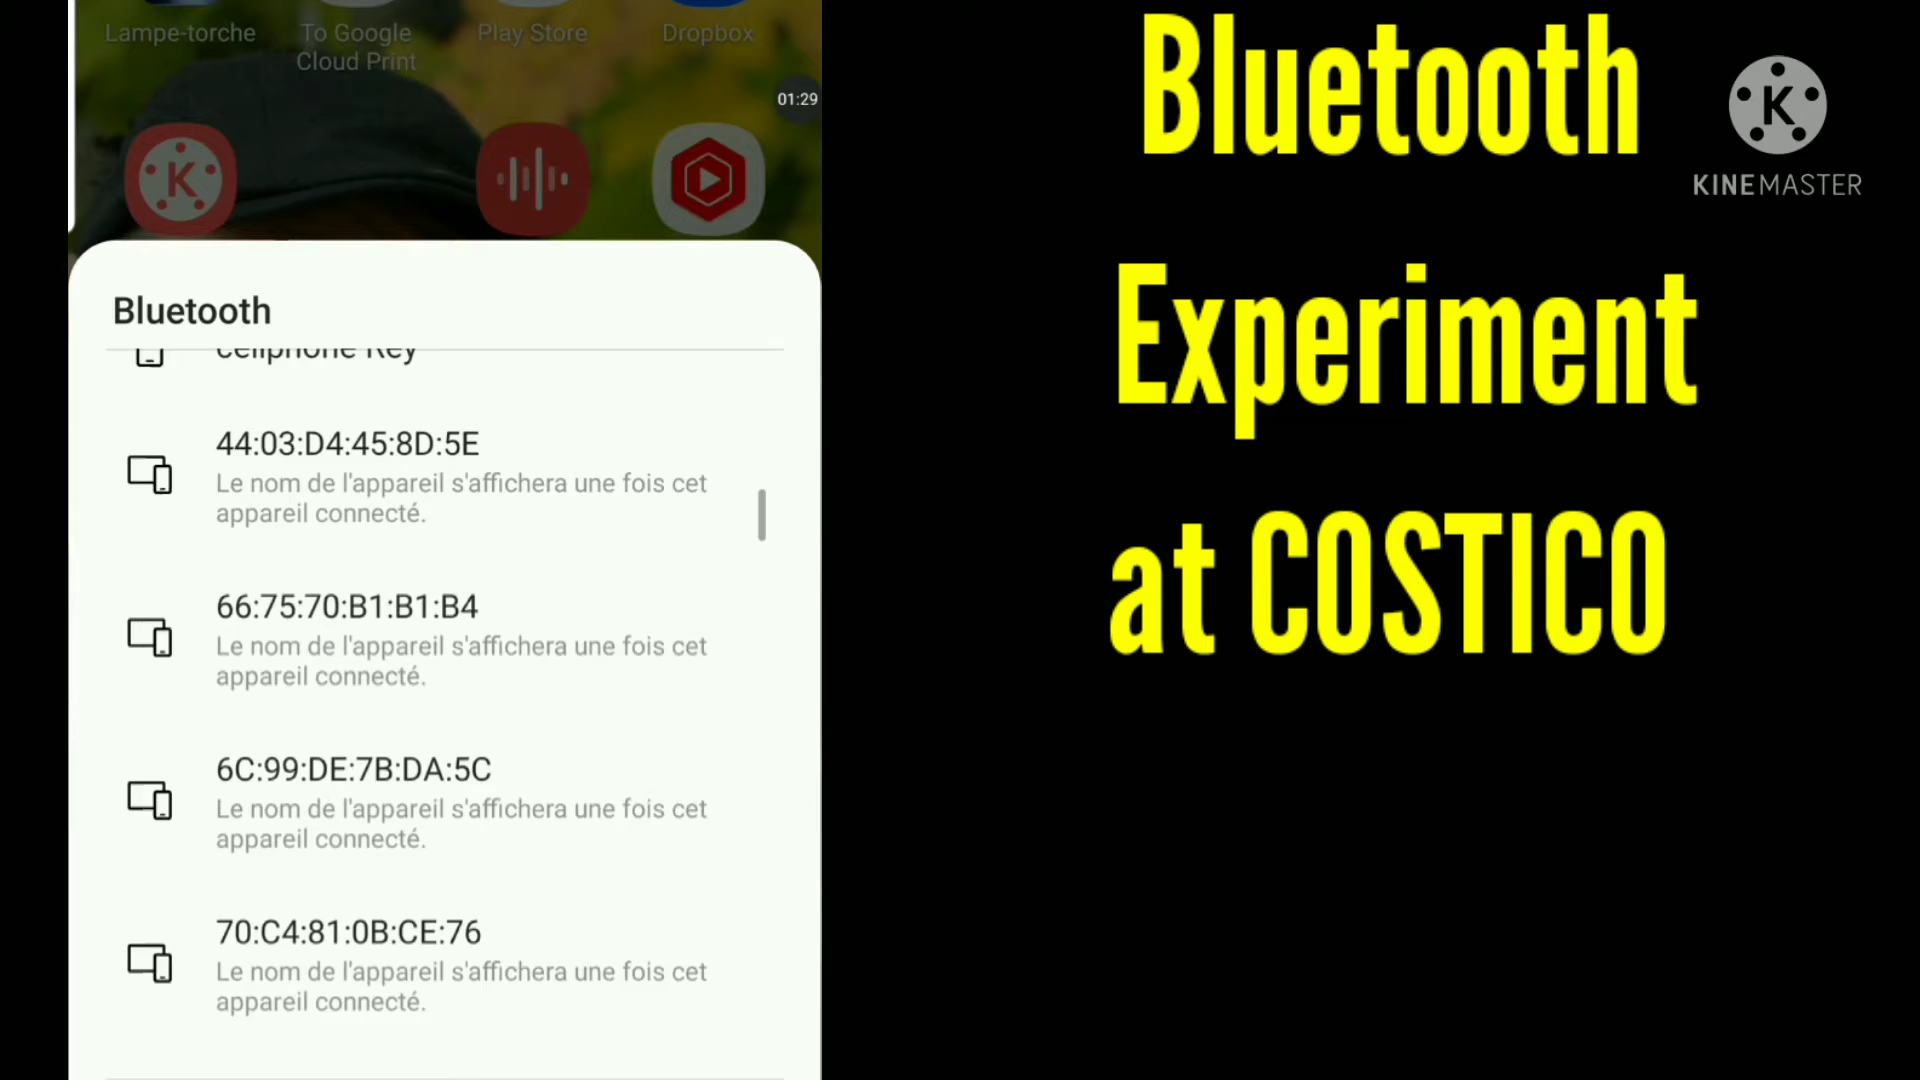 Lampe-torche
To Google
Cloud Print
Play Store
Dropbox
01:29
Bluetooth
cellphone Key
44:03:D4:45:8D:5E
Le nom de l'appareil s'affichera une fois cet
appareil connecté.
66:75:70:B1:B1:B4
Le nom de l'appareil s'affichera une fois cet
appareil connecté.
6C:99:DE:7B:DA:5C
Le nom de l'appareil s'affichera une fois cet
appareil connecté.
70:C4:81:0B:CE:76
Le nom de l'appareil s'affichera une fois cet
appareil connecté.
Bluetooth
Experiment
at COSTICO
K
KINEMASTER